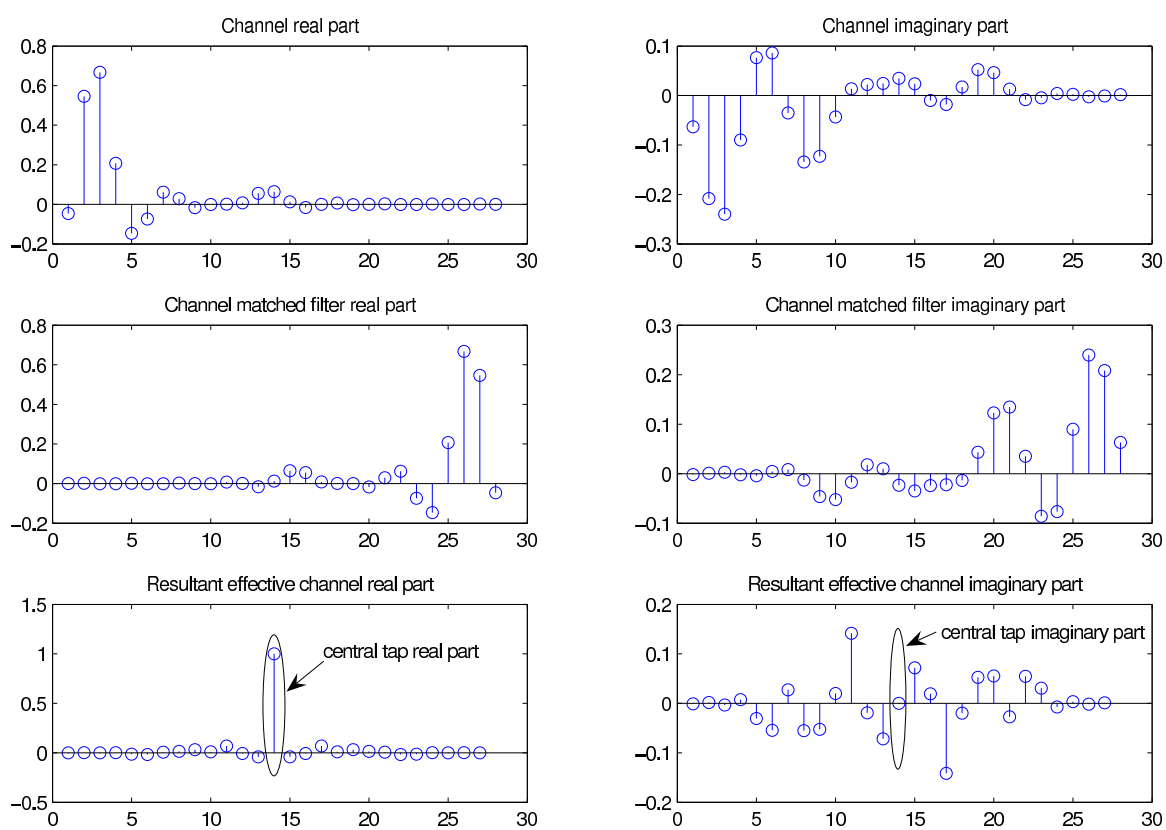 Channel real part
0.8
0.6
0.4
0.2
0
−0.2
0 5 10 15 20 25 30
Channel imaginary part
0.1
0
−0.1
−0.2
−0.3
0 5 10 15 20 25 30
Channel matched filter real part
0.8
0.6
0.4
0.2
0
−0.2
0 5 10 15 20 25 30
Channel matched filter imaginary part
0.3
0.2
0.1
0
−0.1
0 5 10 15 20 25 30
Resultant effective channel real part
1.5
1
central tap real part
0.5
0
−0.5
0 5 10 15 20 25 30
Resultant effective channel imaginary part
0.2
central tap imaginary part
0.1
0
−0.1
−0.2
0 5 10 15 20 25 30